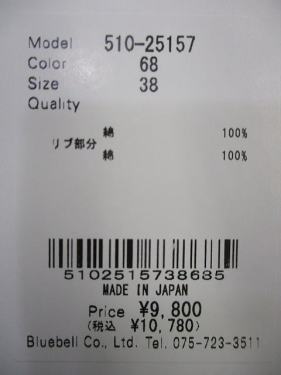 Model 510-25157
Color 68
Size 38
Quality
綿 100%
リブ部分
綿 100%
5102515738685
MADE IN JAPAN
Price ¥9,800
(税込 ¥10,780)
Bluebell Co., Ltd. Tel. 075-723-3511